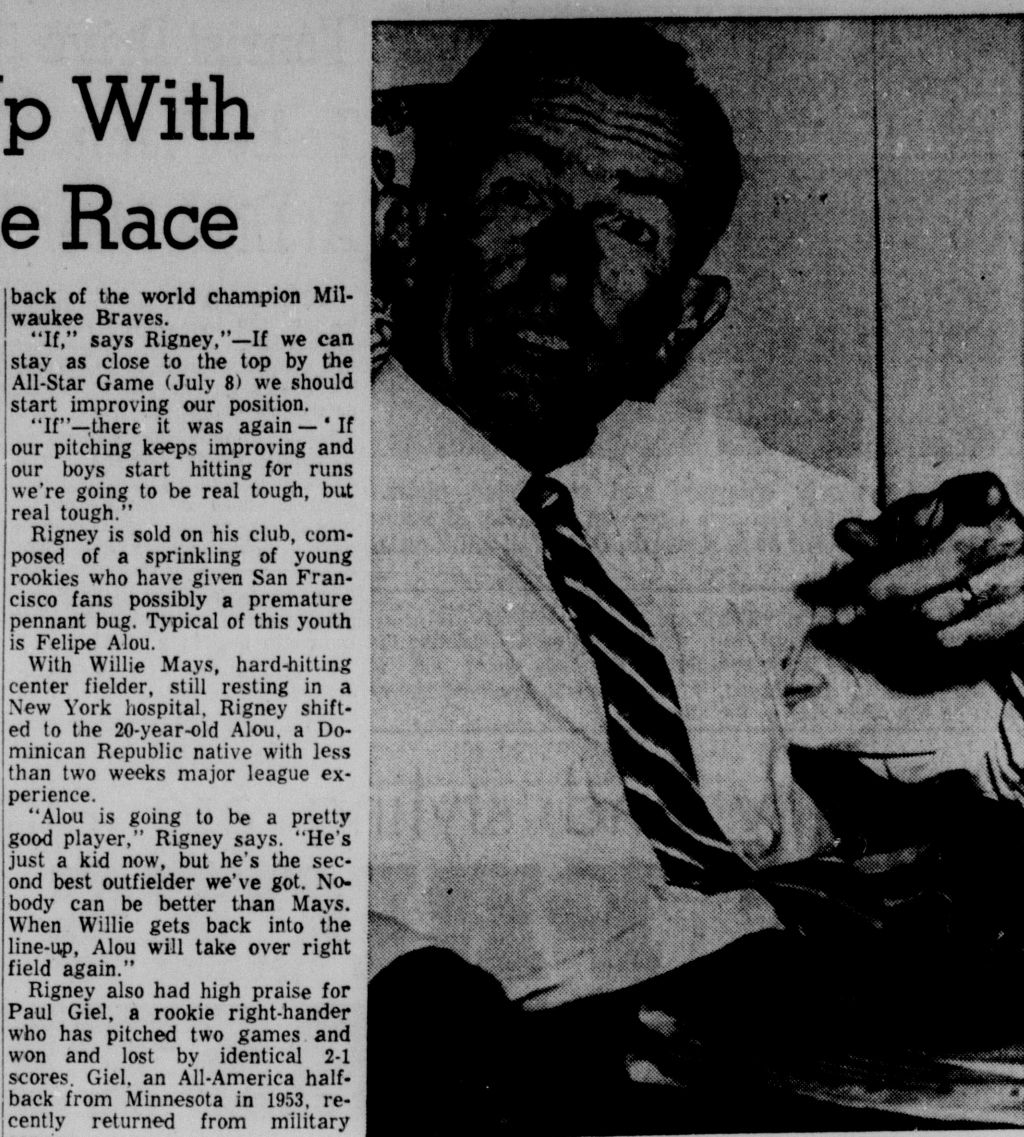 p With
e Race
back of the world champion Mil-
waukee Braves.
"If," says Rigney,"—If we can
stay as close to the top by the
All-Star Game (July 8) we should
start improving our position.
"If"—there it was again — ' If
our pitching keeps improving and
our boys start hitting for runs
we're going to be real tough, but
real tough."
Rigney is sold on his club, com-
posed of a sprinkling of young
rookies who have given San Fran-
cisco fans possibly a premature
pennant bug. Typical of this youth
is Felipe Alou.
With Willie Mays, hard-hitting
center fielder, still resting in a
New York hospital, Rigney shift-
ed to the 20-year-old Alou, a Do-
minican Republic native with less
than two weeks major league ex-
perience.
"Alou is going to be a pretty
good player," Rigney says. "He's
just a kid now, but he's the sec-
ond best outfielder we've got. No-
body can be better than Mays.
When Willie gets back into the
line-up, Alou will take over right
field again."
Rigney also had high praise for
Paul Giel, a rookie right-hander
who has pitched two games and
won and lost by identical 2-1
scores. Giel, an All-America half-
back from Minnesota in 1953, re-
cently returned from military